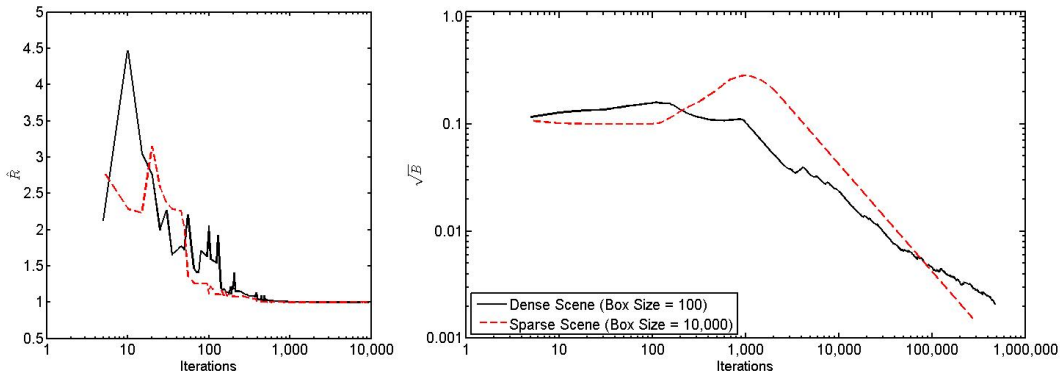 5
4.5
4
3.5
3
2.5
2
1.5
1
0.5
R̂
1 10 100 1,000 10,000
Iterations
1.0
0.1
0.01
0.001
√B
Dense Scene (Box Size = 100)
Sparse Scene (Box Size = 10,000)
1 10 100 1,000 10,000 100,000 1,000,000
Iterations